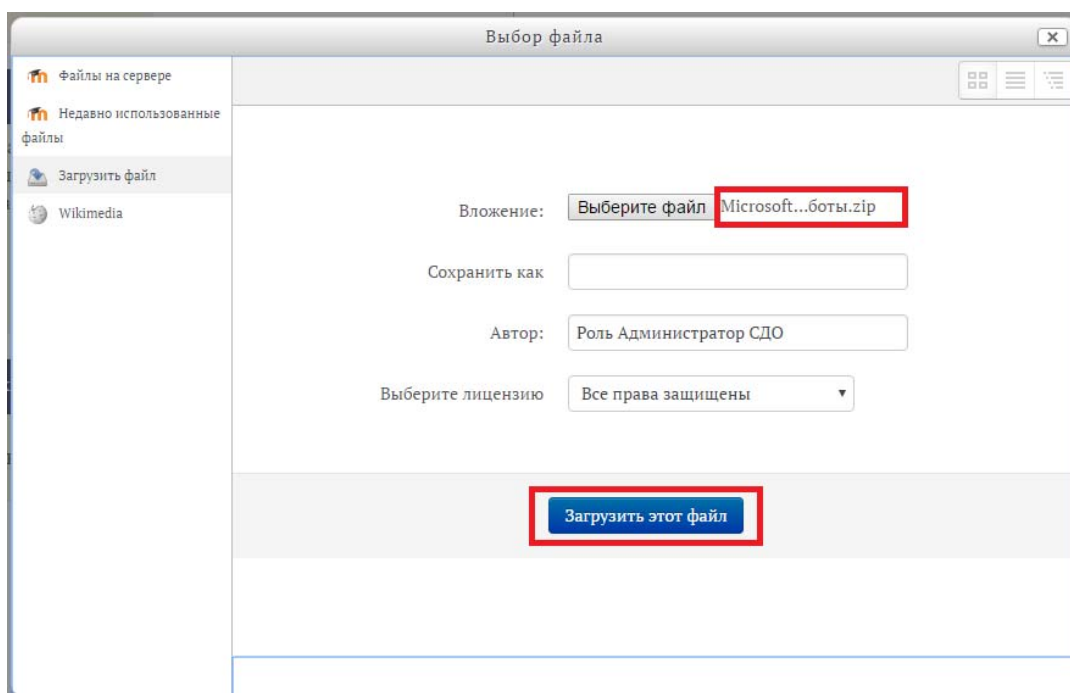 Выбор файла
Файлы на сервере
Недавно использованные
файлы
Загрузить файл
Wikimedia
Вложение: Выберите файл Microsoft...боты.zip
Сохранить как
Автор: Роль Администратор СДО
Выберите лицензию Все права защищены
Загрузить этот файл